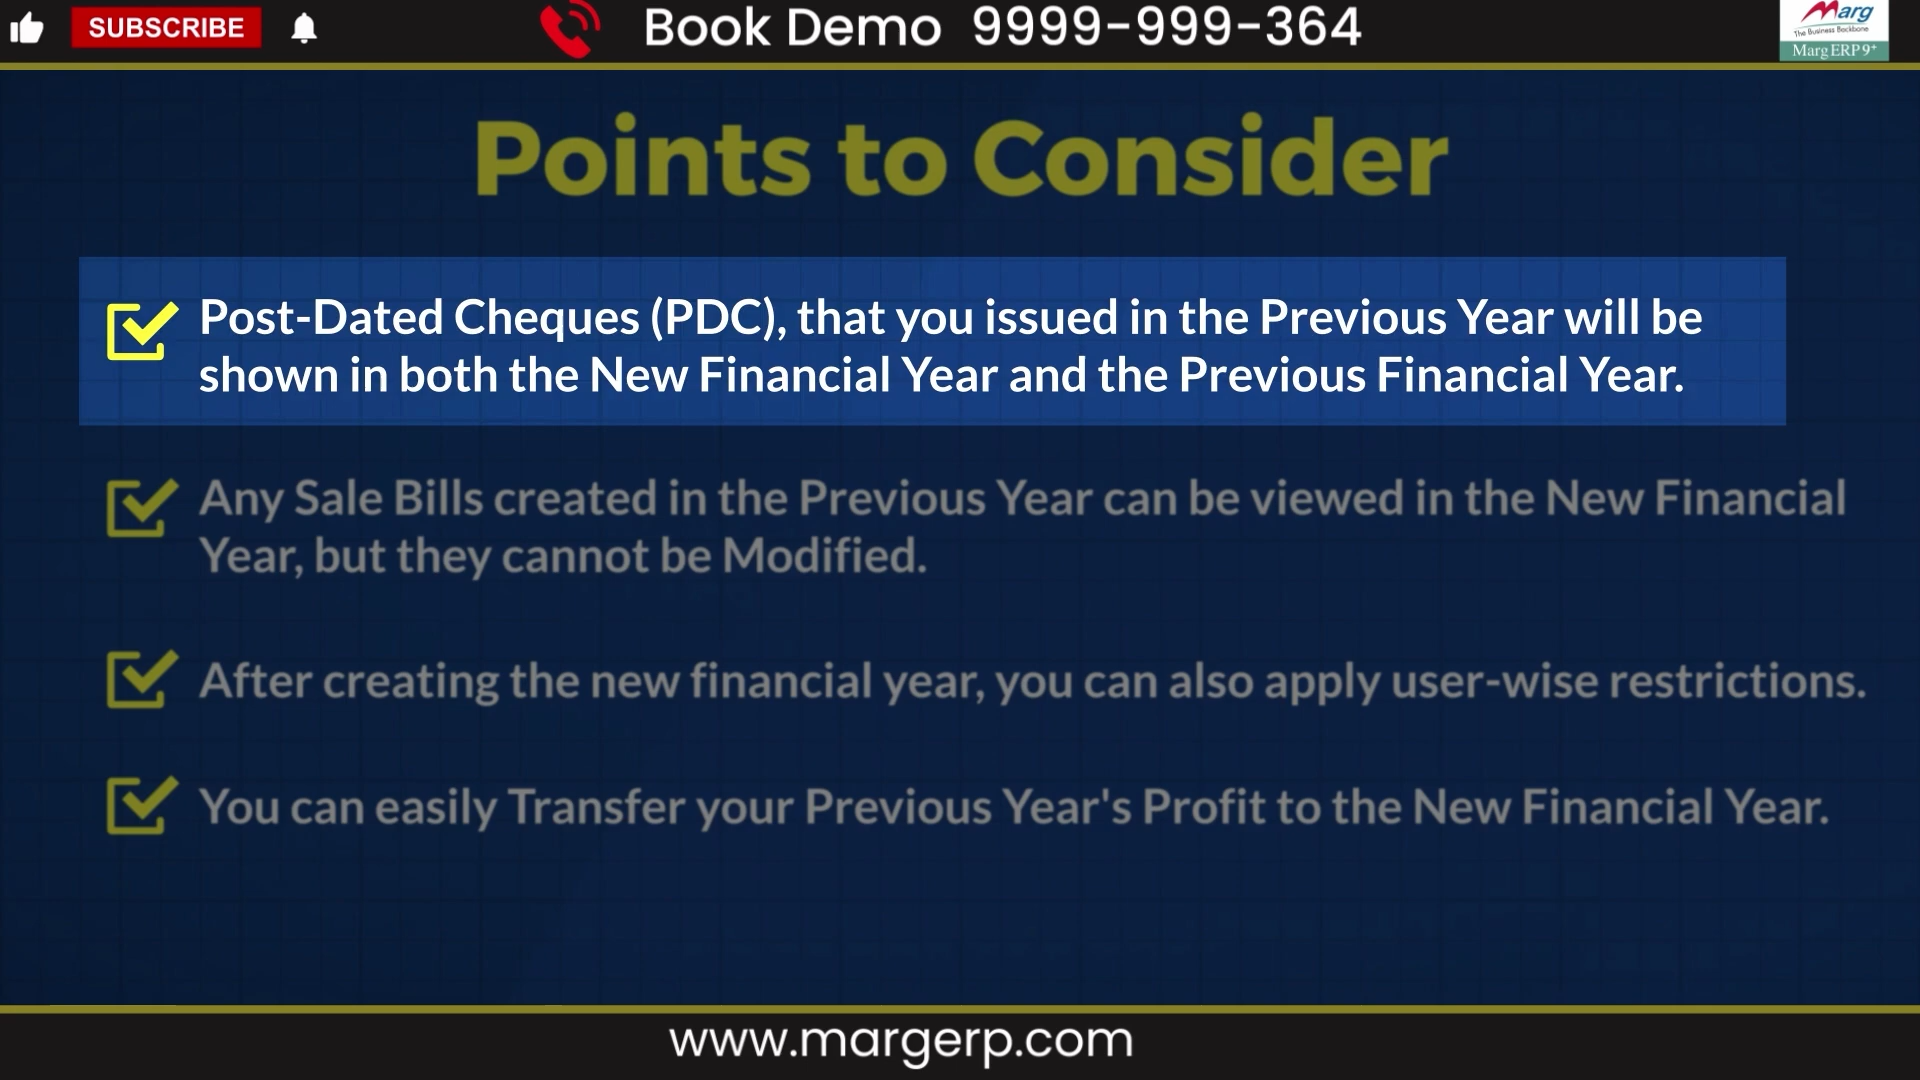 SUBSCRIBE
Book Demo 9999-999-364
Marg
The Business Backbone
Marg ERP 9+
Points to Consider
Post-Dated Cheques (PDC), that you issued in the Previous Year will be
shown in both the New Financial Year and the Previous Financial Year.
Any Sale Bills created in the Previous Year can be viewed in the New Financial
Year, but they cannot be Modified.
After creating the new financial year, you can also apply user-wise restrictions.
You can easily Transfer your Previous Year's Profit to the New Financial Year.
www.margerp.com